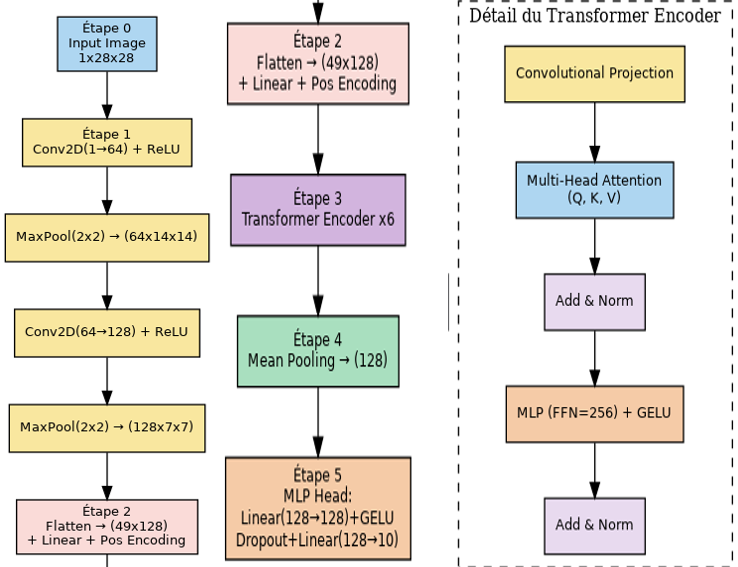 Étape 0
Input Image
1x28x28
Étape 1
Conv2D(1→64) + ReLU
MaxPool(2x2) → (64x14x14)
Conv2D(64→128) + ReLU
MaxPool(2x2) → (128x7x7)
Étape 2
Flatten → (49x128)
+ Linear + Pos Encoding
Étape 2
Flatten → (49x128)
+ Linear + Pos Encoding
Étape 3
Transformer Encoder x6
Étape 4
Mean Pooling → (128)
Étape 5
MLP Head:
Linear(128→128)+GELU
Dropout+Linear(128→10)
Détail du Transformer Encoder
Convolutional Projection
Multi-Head Attention
(Q, K, V)
Add & Norm
MLP (FFN=256) + GELU
Add & Norm